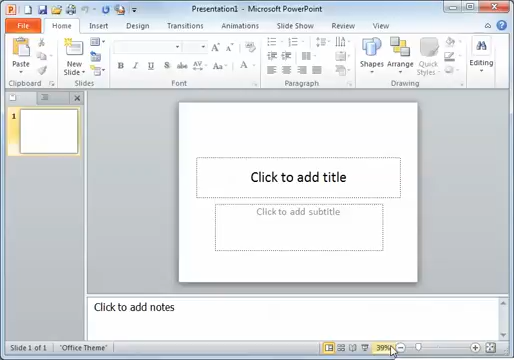 Presentation1 - Microsoft PowerPoint
File Home Insert Design Transitions Animations Slide Show Review View
Paste
New Slide
Shapes Arrange Quick Styles
Editing
Clipboard Slides Font Paragraph Drawing
1
Click to add title
Click to add subtitle
Click to add notes
Slide 1 of 1 "Office Theme" 39%